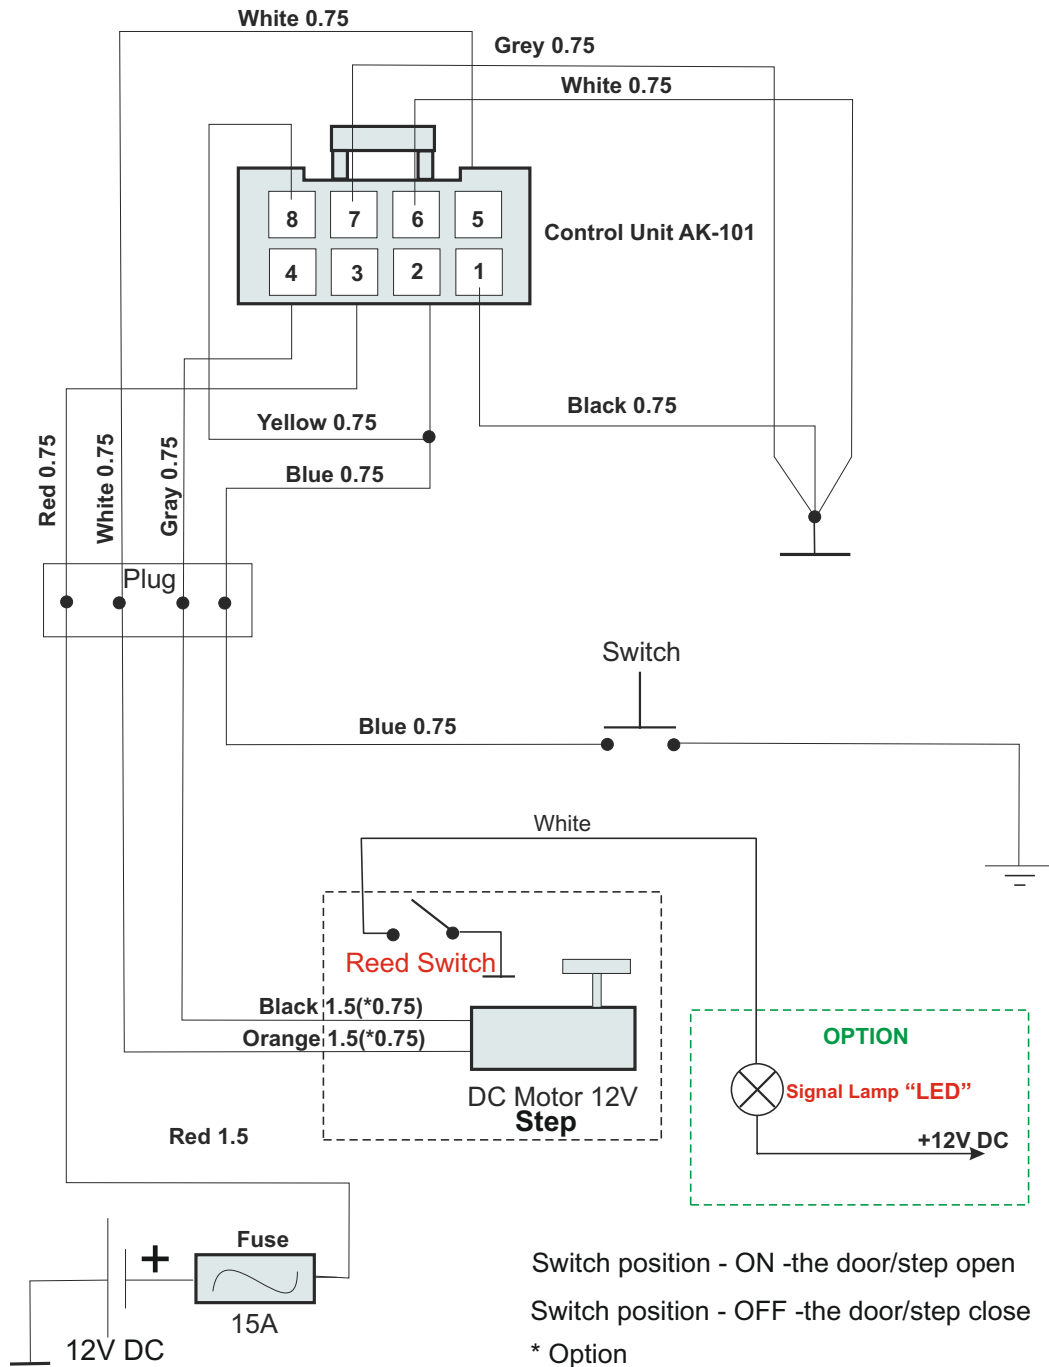 White 0.75
Grey 0.75
White 0.75
8 7 6 5
4 3 2 1
Control Unit AK-101
Black 0.75
Yellow 0.75
Blue 0.75
Red 0.75
White 0.75
Gray 0.75
Plug
Switch
Blue 0.75
White
Reed Switch
Black 1.5(*0.75)
Orange 1.5(*0.75)
DC Motor 12V
Step
OPTION
Signal Lamp “LED”
+12V DC
Red 1.5
Fuse
+
15A
12V DC
Switch position - ON -the door/step open
Switch position - OFF -the door/step close
* Option